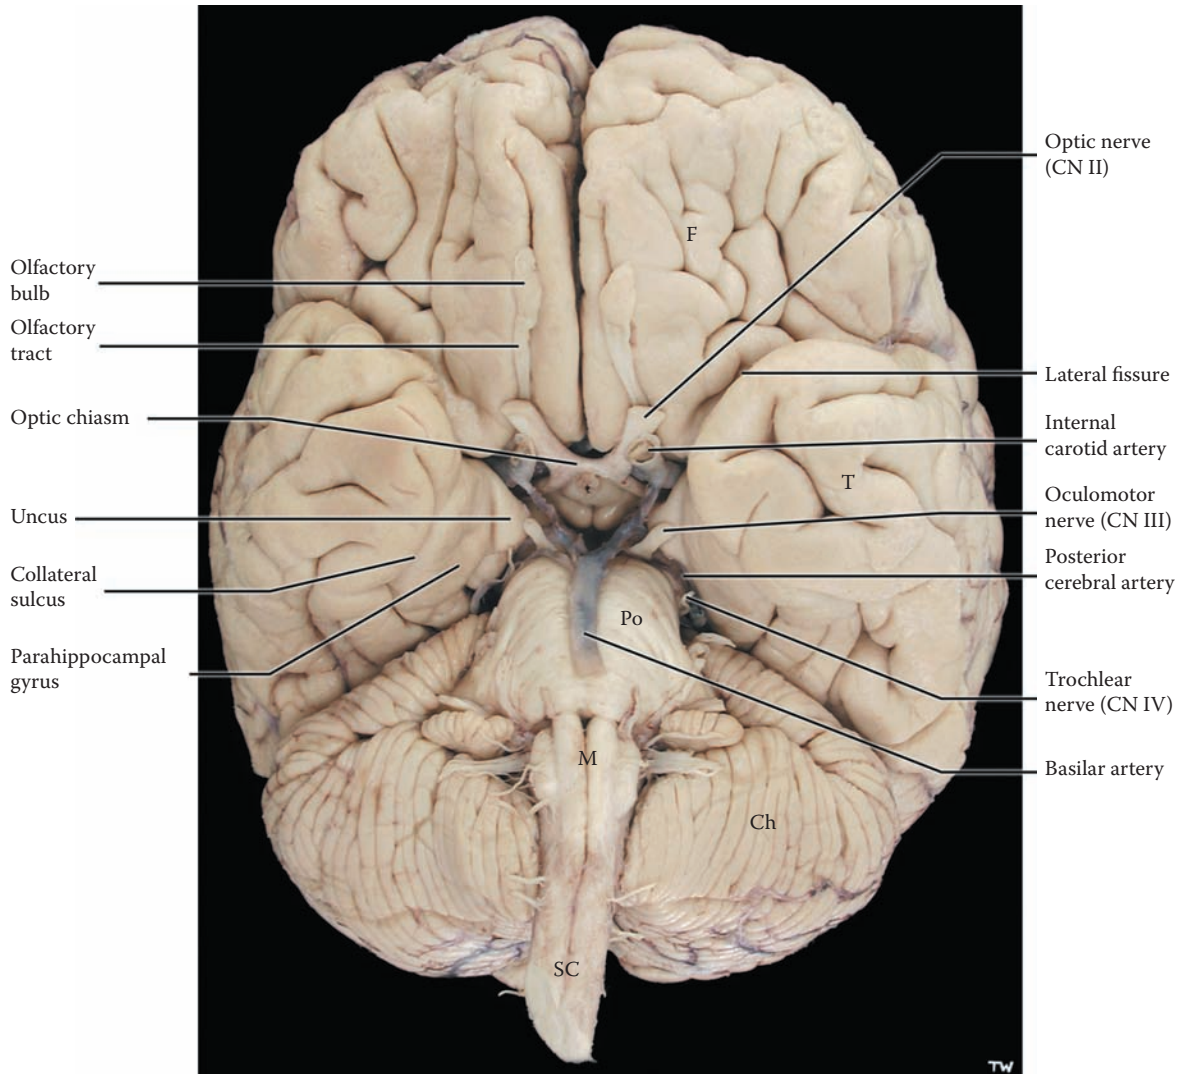 Olfactory
bulb
Olfactory
tract
Optic chiasm
Uncus
Collateral
sulcus
Parahippocampal
gyrus
F
T
Po
M
Ch
SC
Optic nerve
(CN II)
Lateral fissure
Internal
carotid artery
Oculomotor
nerve (CN III)
Posterior
cerebral artery
Trochlear
nerve (CN IV)
Basilar artery
TW